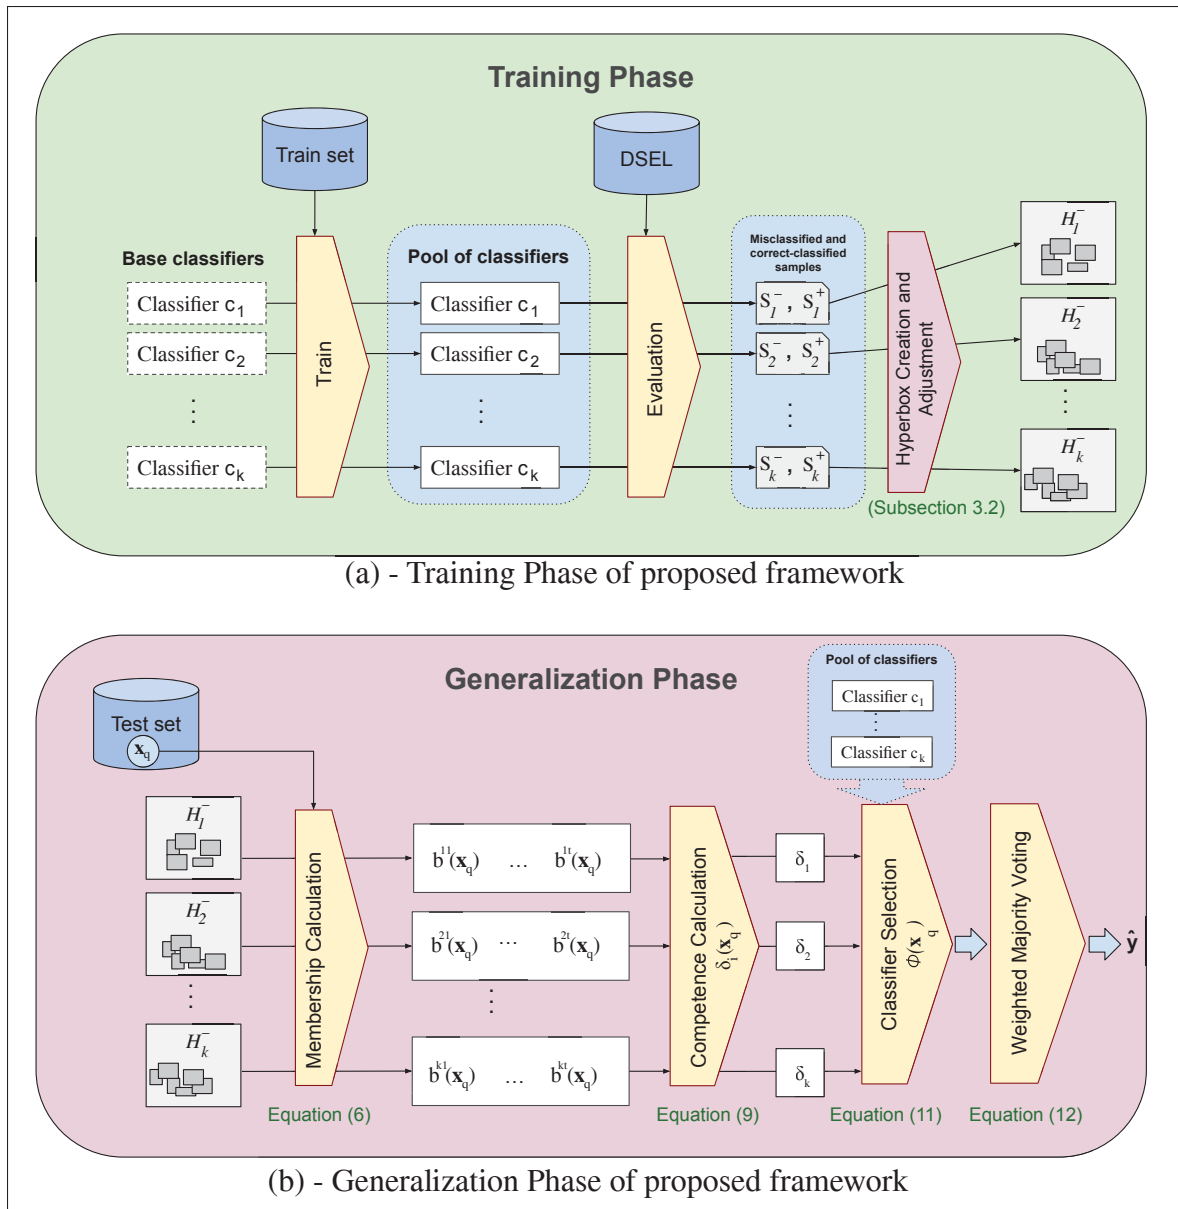 Training Phase
Train set
DSEL
Base classifiers
Pool of classifiers
Misclassified and
correct-classified
samples
Classifier c1
Classifier c2
⋮
Classifier ck
Train
Classifier c1
Classifier c2
⋮
Classifier ck
Evaluation
S1−, S1+
S2−, S2+
⋮
Sk−, Sk+
Hyperbox Creation and
Adjustment
(Subsection 3.2)
H1−
H2−
⋮
Hk−
(a) - Training Phase of proposed framework
Generalization Phase
Test set
xq
Pool of classifiers
Classifier c1
⋮
Classifier ck
H1−
H2−
⋮
Hk−
Membership Calculation
Equation (6)
b11(xq) ... b1t(xq)
b21(xq) ... b2t(xq)
⋮
bk1(xq) ... bkt(xq)
Competence Calculation
δi(xq)
Equation (9)
δ1
δ2
δk
Classifier Selection
Φ(xq)
Equation (11)
Weighted Majority Voting
Equation (12)
ŷ
(b) - Generalization Phase of proposed framework